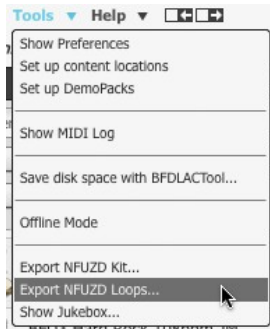 Tools ▼ Help ▼
Show Preferences
Set up content locations
Set up DemoPacks
Show MIDI Log
Save disk space with BFDLACTool...
Offline Mode
Export NFUZD Kit...
Export NFUZD Loops...
Show Jukebox...